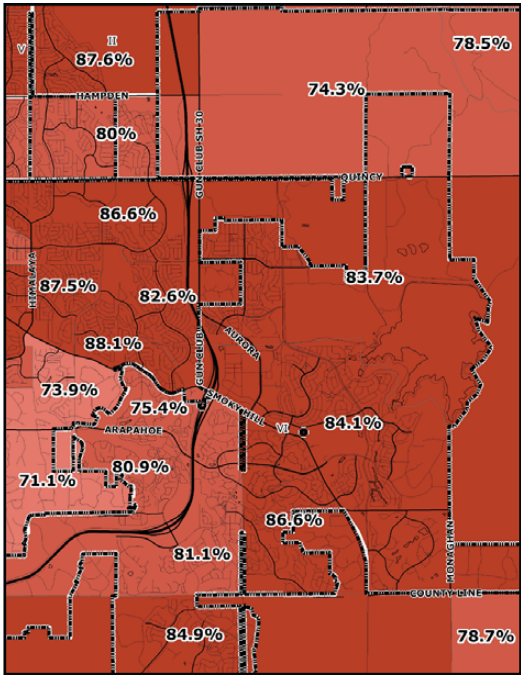 V
II
87.6%
78.5%
74.3%
HAMPDEN
80%
GUN CLUB-SH-30
QUINCY
86.6%
HIMALAYA
87.5%
82.6%
83.7%
88.1%
GUN CLUB
AURORA
73.9%
75.4%
SMOKY HILL
ARAPAHOE
VI
84.1%
71.1%
80.9%
86.6%
81.1%
MONAGHAN
COUNTY LINE
84.9%
78.7%